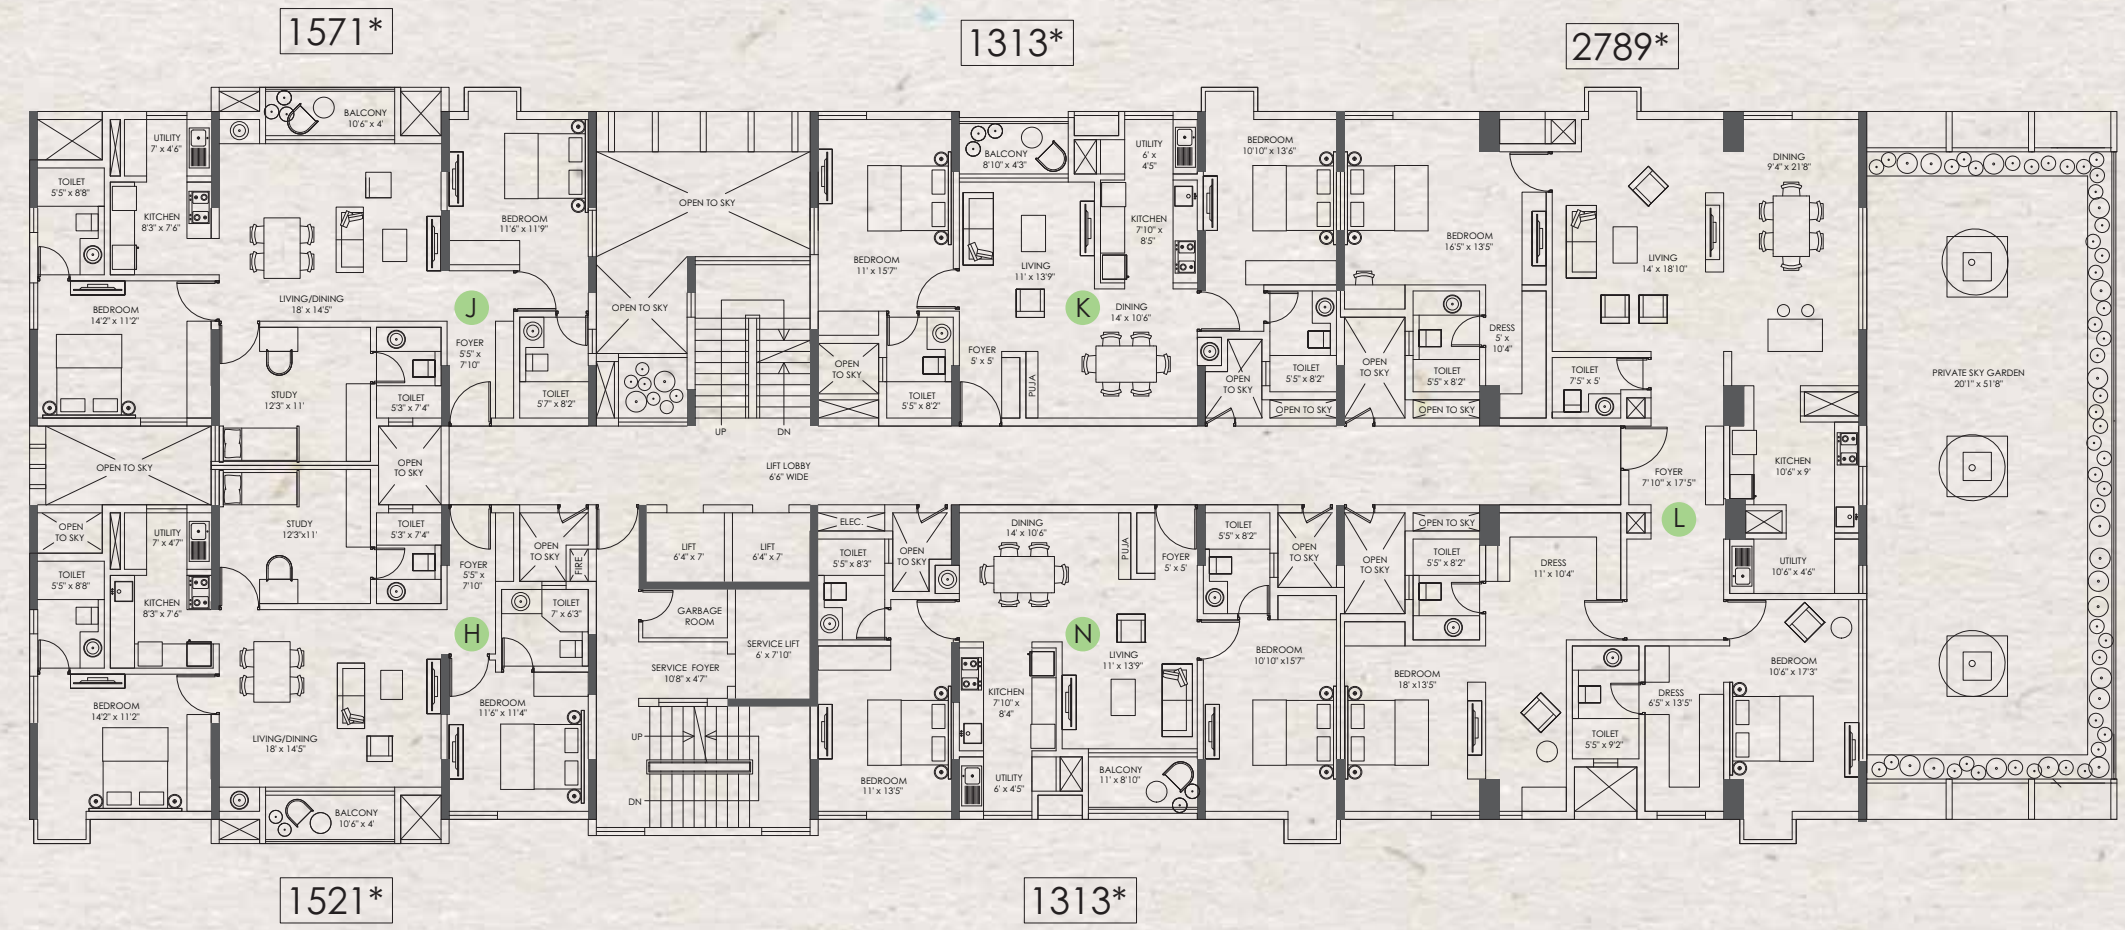 1571*
1313*
2789*
BALCONY
10'6" x 4'
UTILITY
7' x 4'6"
TOILET
5'5" x 8'8"
KITCHEN
8'3" x 7'6"
BEDROOM
11'6" x 11'9"
LIVING/DINING
18' x 14'5"
BEDROOM
14'2" x 11'2"
J
FOYER
5'5" x
7'10"
STUDY
12'3" x 11'
TOILET
5'3" x 7'4"
TOILET
5'7" x 8'2"
OPEN TO SKY
OPEN TO SKY
UP
DN
BEDROOM
11' x 15'7"
OPEN
TO SKY
TOILET
5'5" x 8'2"
BALCONY
8'10" x 4'3"
UTILITY
6' x
4'5"
KITCHEN
7'10" x
8'5"
LIVING
11' x 13'9"
K
DINING
14' x 10'6"
FOYER
5' x 5'
PUJA
BEDROOM
10'10" x 13'6"
OPEN
TO SKY
TOILET
5'5" x 8'2"
OPEN TO SKY
BEDROOM
16'5" x 13'5"
OPEN
TO SKY
TOILET
5'5" x 8'2"
OPEN TO SKY
DRESS
5' x
10'4"
LIVING
14' x 18'10"
DINING
9'4" x 21'8"
TOILET
7'5" x 5'
PRIVATE SKY GARDEN
20'1" x 51'8"
OPEN TO SKY
OPEN
TO SKY
LIFT LOBBY
6'6" WIDE
FOYER
7'10" x 17'5"
KITCHEN
10'6" x 9'
L
UTILITY
10'6" x 4'6"
OPEN
TO SKY
UTILITY
7' x 4'7"
STUDY
12'3"x11'
TOILET
5'3" x 7'4"
TOILET
5'5" x 8'8"
KITCHEN
8'3" x 7'6"
FOYER
5'5" x
7'10"
OPEN
TO SKY
FIRE
TOILET
7' x 6'3"
H
BEDROOM
14'2" x 11'2"
LIVING/DINING
18' x 14'5"
BEDROOM
11'6" x 11'4"
BALCONY
10'6" x 4'
LIFT
6'4" x 7'
LIFT
6'4" x 7'
GARBAGE
ROOM
SERVICE LIFT
6' x 7'10"
SERVICE FOYER
10'8" x 4'7"
UP
DN
ELEC.
TOILET
5'5" x 8'3"
OPEN
TO SKY
DINING
14' x 10'6"
PUJA
FOYER
5' x 5'
N
LIVING
11' x 13'9"
KITCHEN
7'10" x
8'4"
BEDROOM
11' x 13'5"
UTILITY
6' x 4'5"
BALCONY
11' x 8'10"
TOILET
5'5" x 8'2"
OPEN
TO SKY
BEDROOM
10'10" x15'7"
OPEN
TO SKY
OPEN TO SKY
TOILET
5'5" x 8'2"
DRESS
11' x 10'4"
BEDROOM
18' x13'5"
TOILET
5'5" x 9'2"
DRESS
6'5" x 13'5"
BEDROOM
10'6" x 17'3"
1521*
1313*